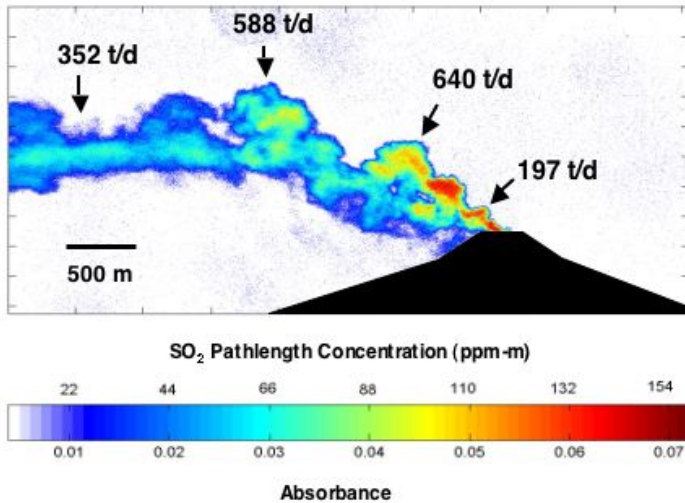 588 t/d
352 t/d
640 t/d
197 t/d
500 m
SO₂ Pathlength Concentration (ppm-m)
22 44 66 88 110 132 154
0.01 0.02 0.03 0.04 0.05 0.06 0.07
Absorbance